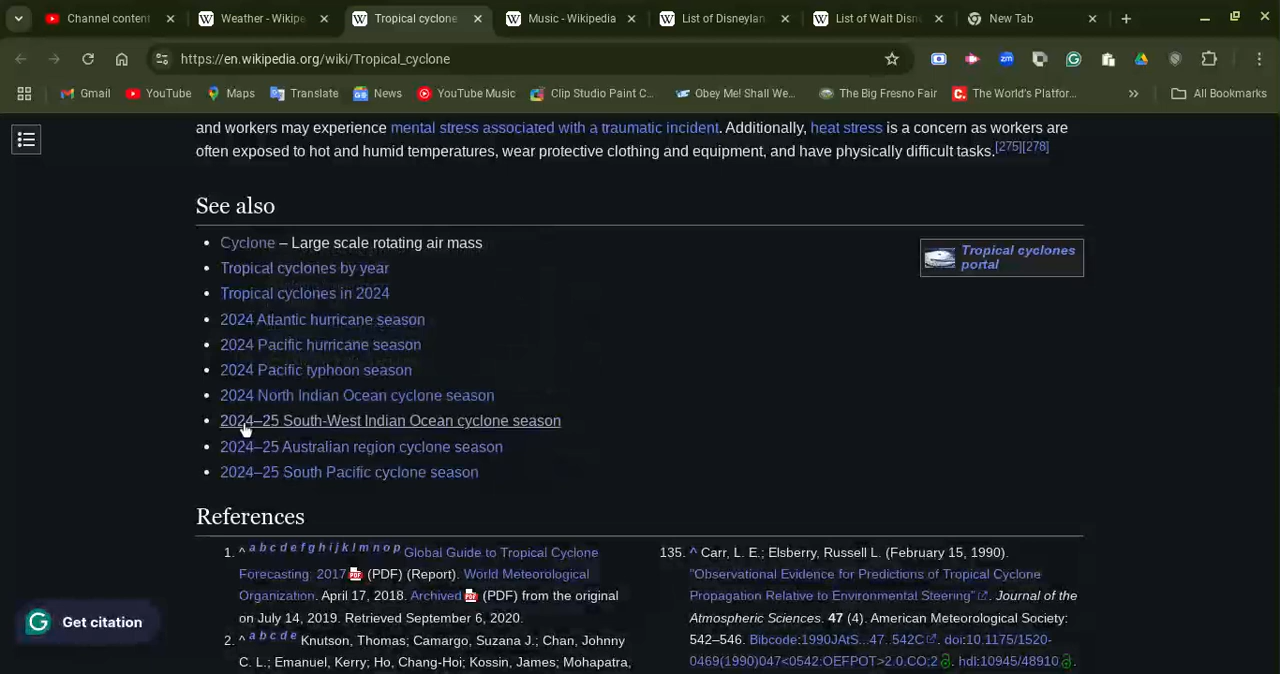 Channel content
Weather - Wikipe
Tropical cyclone
Music - Wikipedia
List of Disneylan
List of Walt Disn
New Tab
https://en.wikipedia.org/wiki/Tropical_cyclone
Gmail
YouTube
Maps
Translate
News
YouTube Music
Clip Studio Paint C...
Obey Me! Shall We...
The Big Fresno Fair
The World's Platfor...
»
All Bookmarks
and workers may experience mental stress associated with a traumatic incident. Additionally, heat stress is a concern as workers are
often exposed to hot and humid temperatures, wear protective clothing and equipment, and have physically difficult tasks.[275][278]
See also
• Cyclone – Large scale rotating air mass
• Tropical cyclones by year
• Tropical cyclones in 2024
• 2024 Atlantic hurricane season
• 2024 Pacific hurricane season
• 2024 Pacific typhoon season
• 2024 North Indian Ocean cyclone season
• 2024–25 South-West Indian Ocean cyclone season
• 2024–25 Australian region cyclone season
• 2024–25 South Pacific cyclone season
Tropical cyclones
portal
References
1. ^ a b c d e f g h i j k l m n o p Global Guide to Tropical Cyclone
Forecasting: 2017 (PDF) (Report). World Meteorological
Organization. April 17, 2018. Archived (PDF) from the original
on July 14, 2019. Retrieved September 6, 2020.
2. ^ a b c d e Knutson, Thomas; Camargo, Suzana J.; Chan, Johnny
C. L.; Emanuel, Kerry; Ho, Chang-Hoi; Kossin, James; Mohapatra,
135. ^ Carr, L. E.; Elsberry, Russell L. (February 15, 1990).
"Observational Evidence for Predictions of Tropical Cyclone
Propagation Relative to Environmental Steering". Journal of the
Atmospheric Sciences. 47 (4). American Meteorological Society:
542–546. Bibcode:1990JAtS...47..542C. doi:10.1175/1520-
0469(1990)047<0542:OEFPOT>2.0.CO;2. hdl:10945/48910.
Get citation